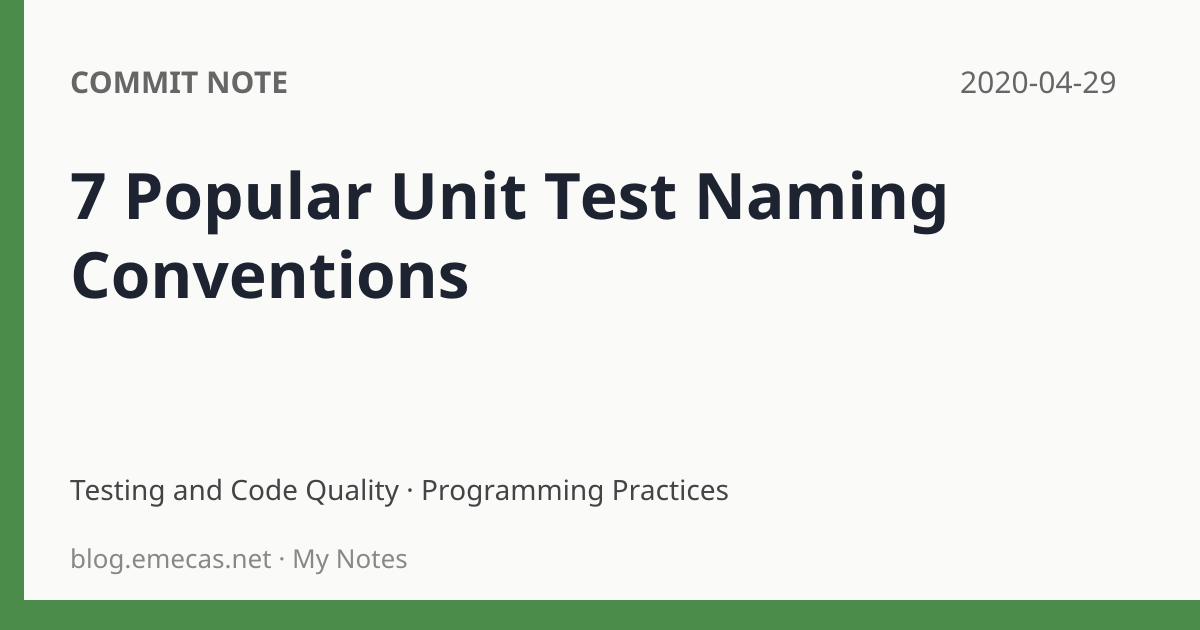 COMMIT NOTE
2020-04-29
7 Popular Unit Test Naming
Conventions
Testing and Code Quality · Programming Practices
blog.emecas.net · My Notes